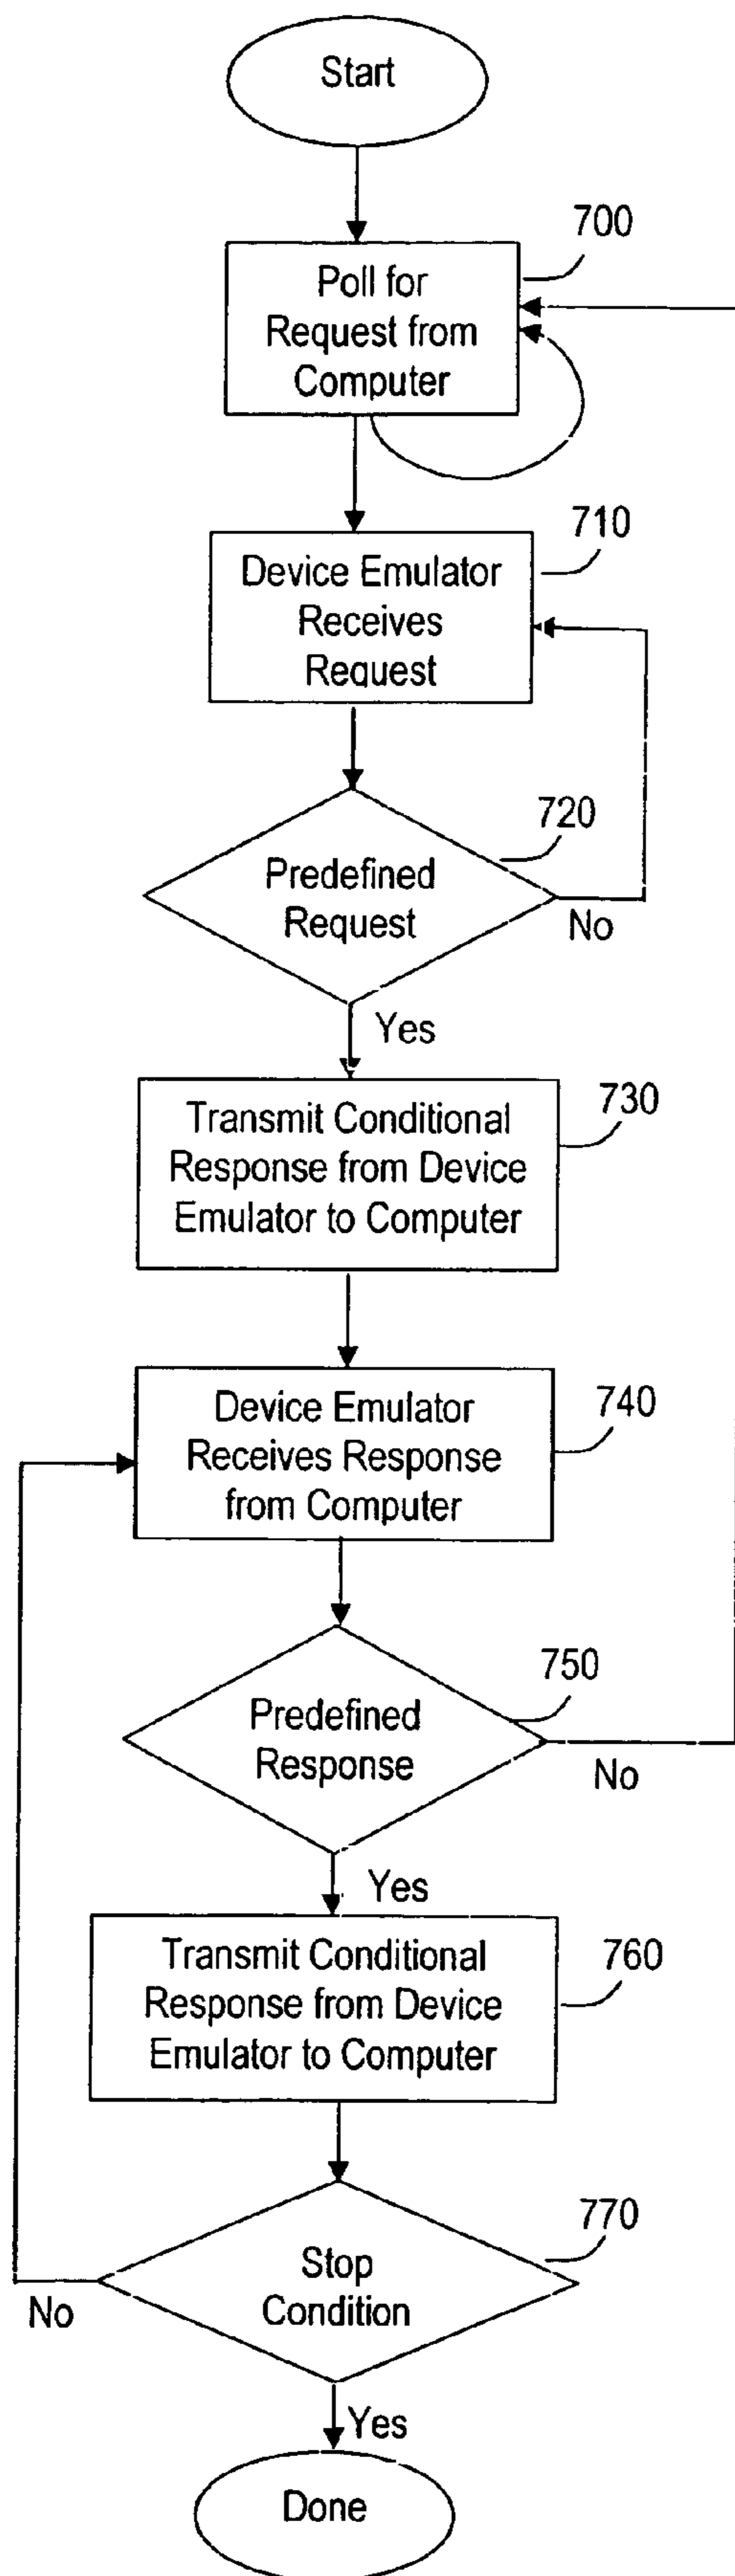 Start
700
Poll for
Request from
Computer
710
Device Emulator
Receives
Request
720
Predefined
Request
No
Yes
730
Transmit Conditional
Response from Device
Emulator to Computer
740
Device Emulator
Receives Response
from Computer
750
Predefined
Response
No
Yes
760
Transmit Conditional
Response from Device
Emulator to Computer
770
Stop
Condition
No
Yes
Done